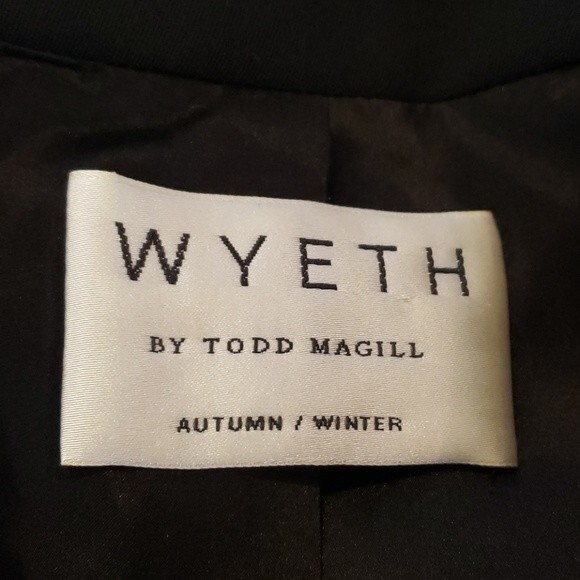 WYETH
BY TODD MAGILL
AUTUMN / WINTER